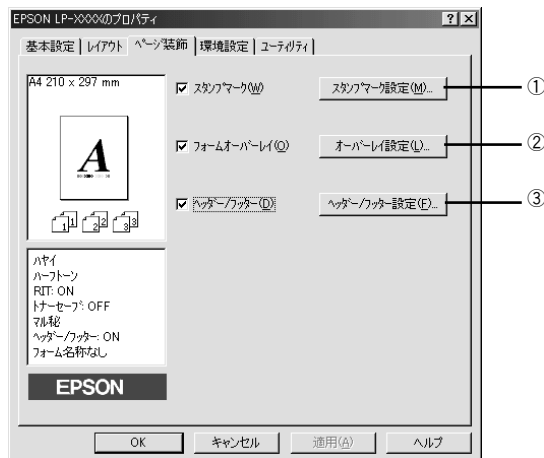 EPSON LP-XXXXのプロパティ
? ×
基本設定 レイアウト ページ装飾 環境設定 ユーティリティ
A4 210 x 297 mm
A
1 1 2 2 3 3
スタンプマーク(W)
スタンプマーク設定(M)...
①
フォームオーバーレイ(O)
オーバーレイ設定(L)...
②
ヘッダー/フッター(D)
ヘッダー/フッター設定(F)...
③
ハヤイ
ハーフトーン
RIT: ON
トナーセーブ: OFF
マル秘
ヘッダー/フッター: ON
フォーム名称なし
EPSON
OK キャンセル 適用(A) ヘルプ